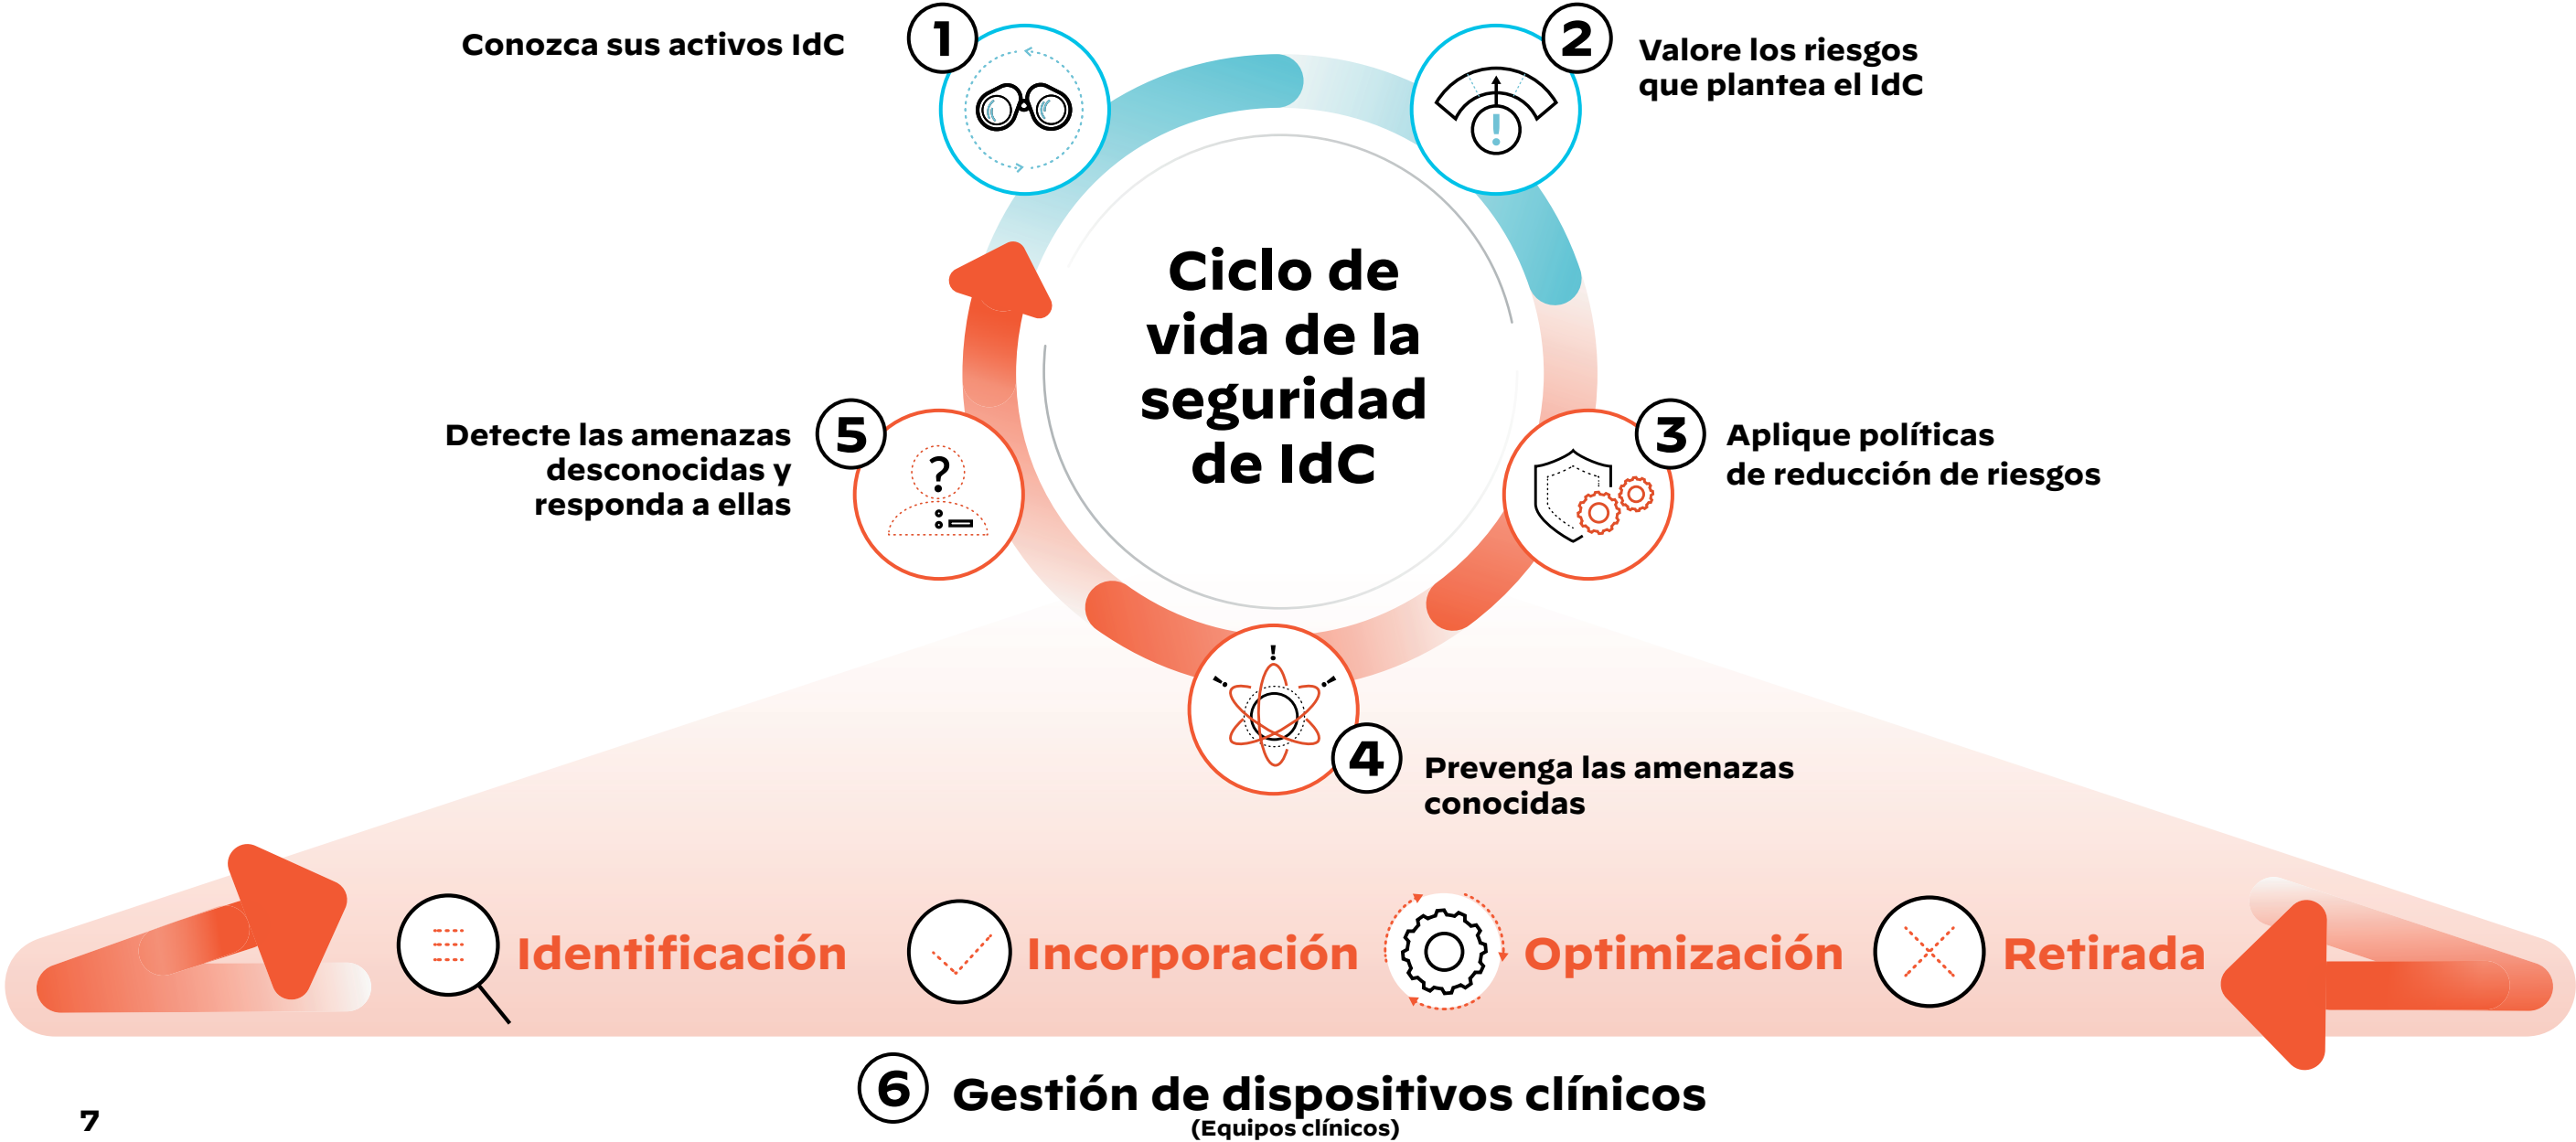 1
Conozca sus activos IdC
2
Valore los riesgos
que plantea el IdC
Ciclo de
vida de la
seguridad
de IdC
3
Aplique políticas
de reducción de riesgos
4
Prevenga las amenazas
conocidas
5
Detecte las amenazas
desconocidas y
responda a ellas
Identificación
Incorporación
Optimización
Retirada
6 Gestión de dispositivos clínicos
(Equipos clínicos)
7